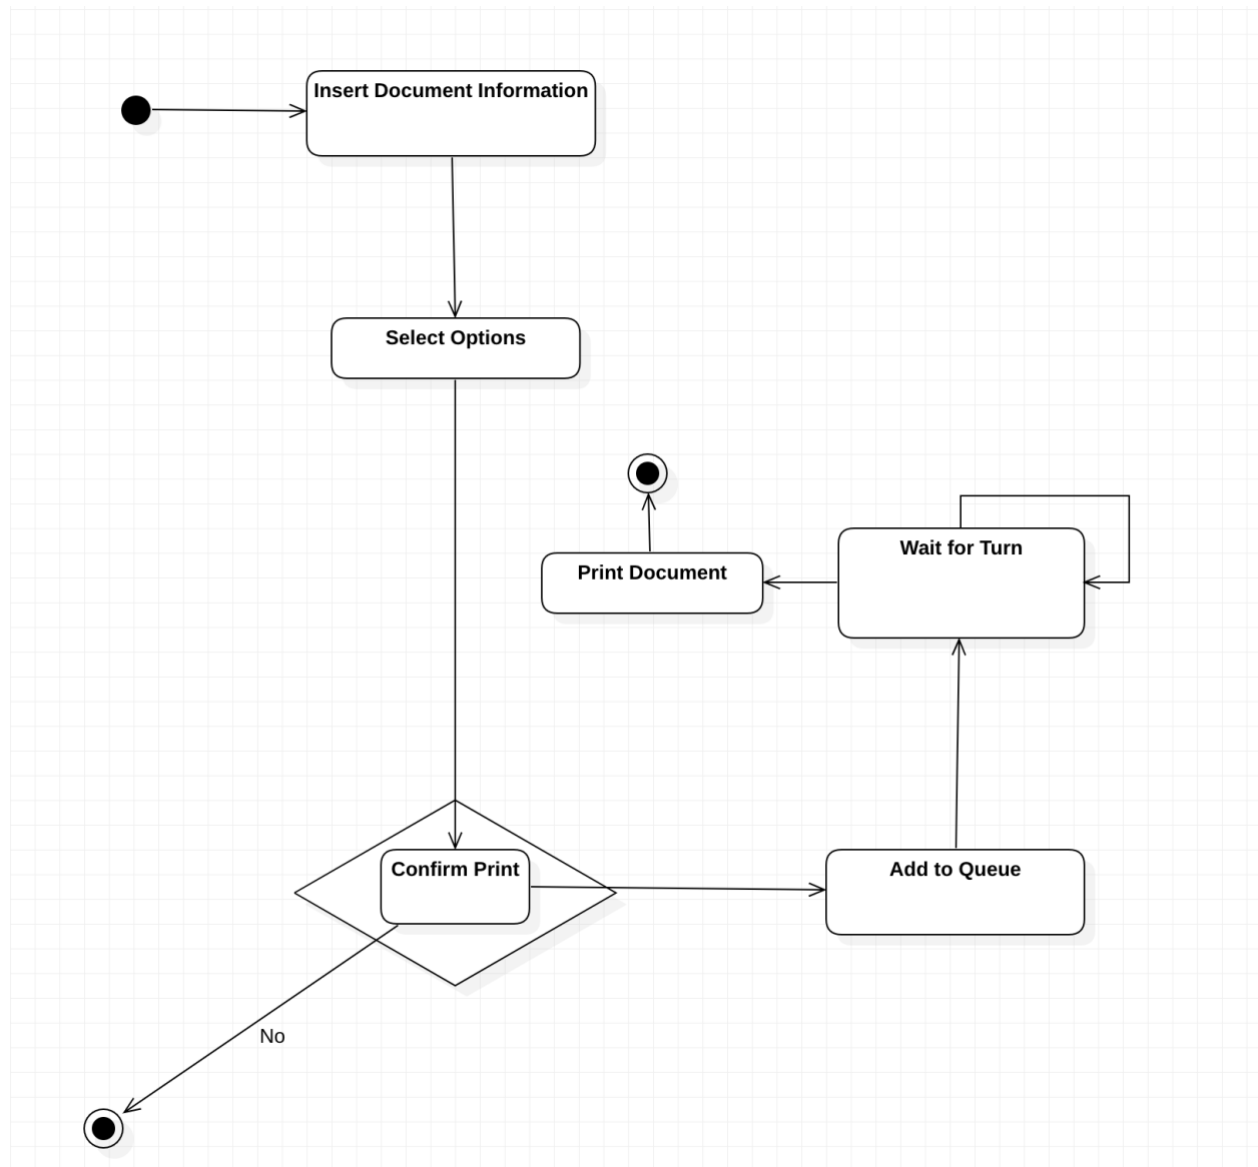 Insert Document Information
Select Options
Print Document
Wait for Turn
Confirm Print
Add to Queue
No